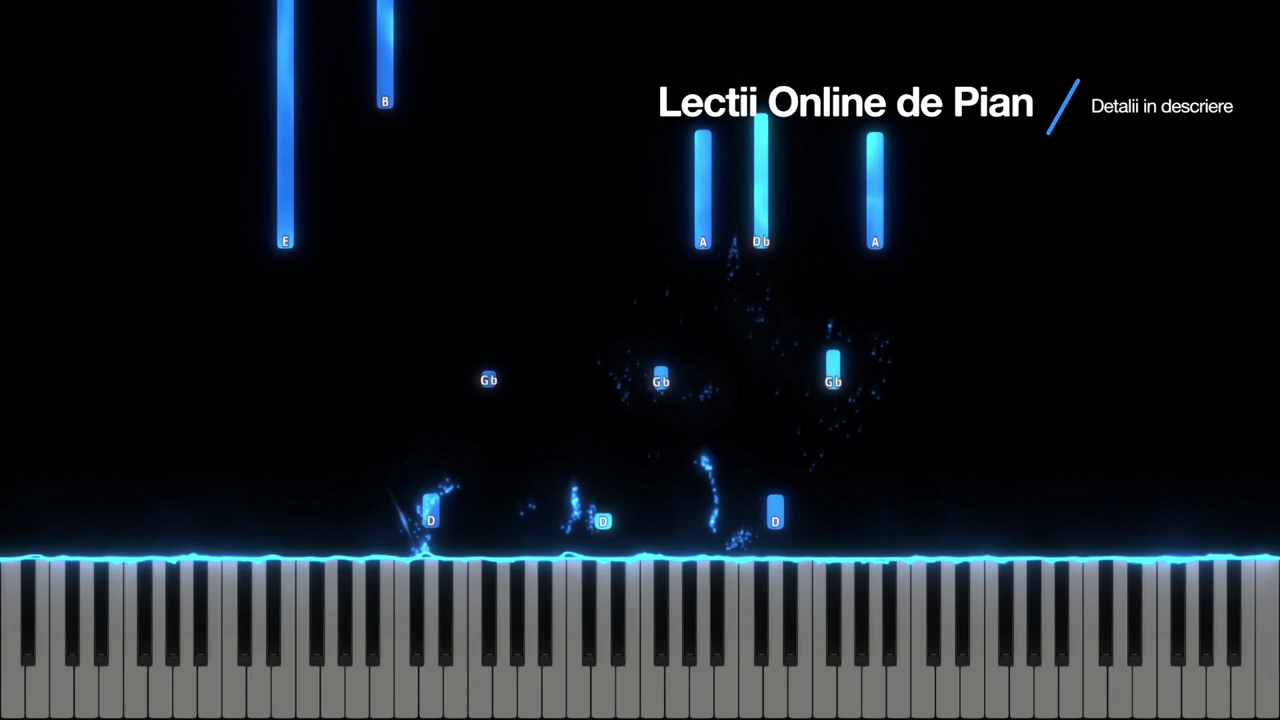 B
Lectii Online de Pian
Detalii in descriere
E
A
Db
A
Gb
Gb
Gb
D
D
D